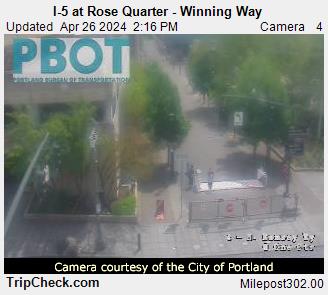 I-5 at Rose Quarter - Winning Way
Updated Apr 26 2024 2:16 PM Camera 4
PBOT
PORTLAND BUREAU OF TRANSPORTATION
Camera courtesy of the City of Portland
TripCheck.com Milepost302.00